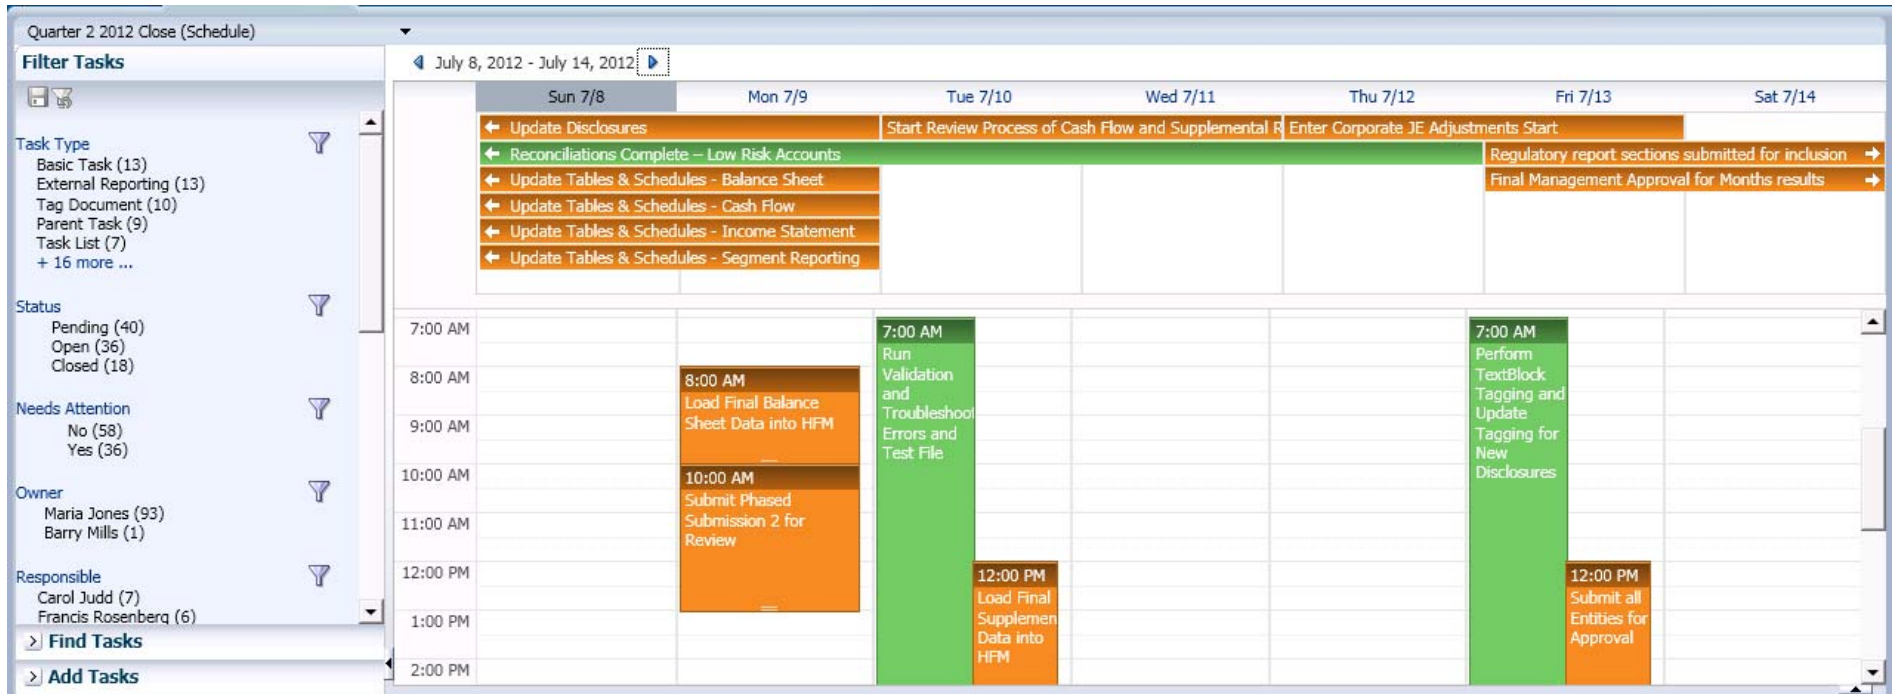 Quarter 2 2012 Close (Schedule)
Filter Tasks
Task Type
Basic Task (13)
External Reporting (13)
Tag Document (10)
Parent Task (9)
Task List (7)
+ 16 more ...
Status
Pending (40)
Open (36)
Closed (18)
Needs Attention
No (58)
Yes (36)
Owner
Maria Jones (93)
Barry Mills (1)
Responsible
Carol Judd (7)
Francis Rosenberg (6)
Find Tasks
Add Tasks
July 8, 2012 - July 14, 2012
Sun 7/8 Mon 7/9 Tue 7/10 Wed 7/11 Thu 7/12 Fri 7/13 Sat 7/14
Update Disclosures
Start Review Process of Cash Flow and Supplemental R
Enter Corporate JE Adjustments Start
Reconciliations Complete – Low Risk Accounts
Regulatory report sections submitted for inclusion
Update Tables & Schedules - Balance Sheet
Final Management Approval for Months results
Update Tables & Schedules - Cash Flow
Update Tables & Schedules - Income Statement
Update Tables & Schedules - Segment Reporting
7:00 AM
8:00 AM
9:00 AM
10:00 AM
11:00 AM
12:00 PM
1:00 PM
2:00 PM
8:00 AM
Load Final Balance
Sheet Data into HFM
10:00 AM
Submit Phased
Submission 2 for
Review
7:00 AM
Run
Validation
and
Troubleshoot
Errors and
Test File
12:00 PM
Load Final
Supplemen
Data into
HFM
7:00 AM
Perform
TextBlock
Tagging and
Update
Tagging for
New
Disclosures
12:00 PM
Submit all
Entities for
Approval